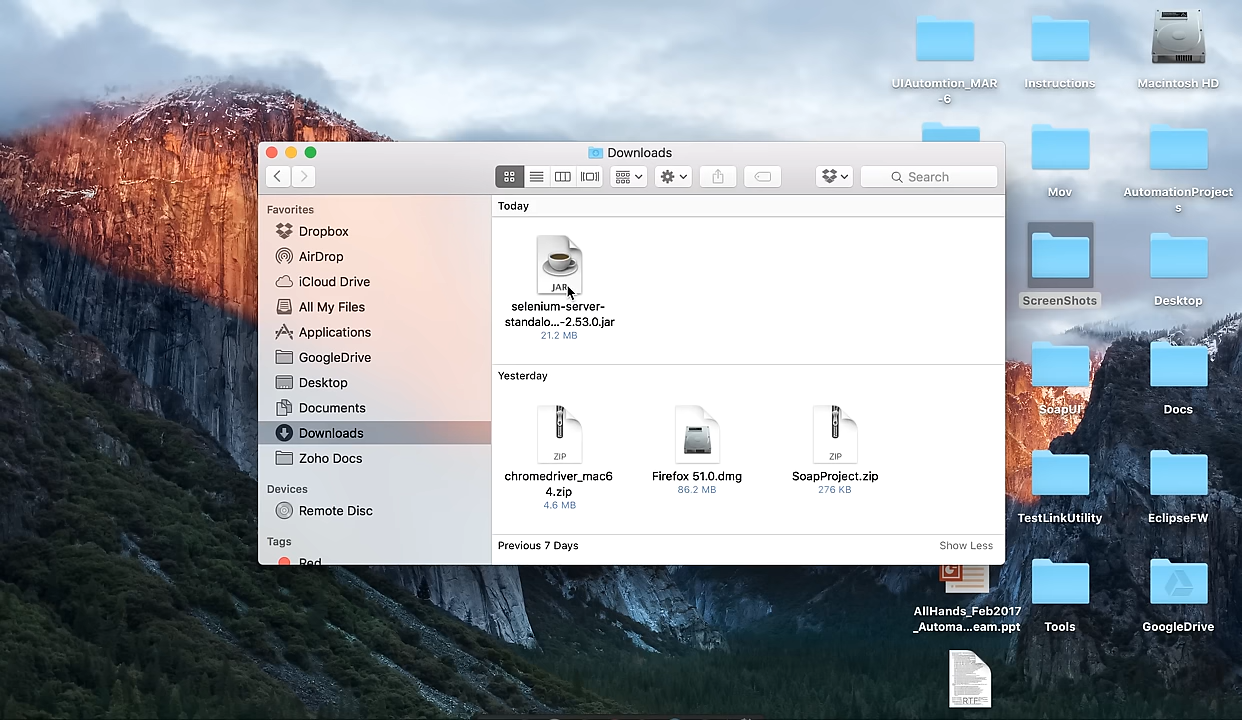 UIAutomtion_MAR
-6
Instructions
Macintosh HD
Downloads
Search
Favorites
Dropbox
AirDrop
iCloud Drive
All My Files
Applications
GoogleDrive
Desktop
Documents
Downloads
Zoho Docs
Devices
Remote Disc
Tags
Red
Today
JAR
selenium-server-
standalo...-2.53.0.jar
21.2 MB
Yesterday
ZIP
chromedriver_mac6
4.zip
4.6 MB
Firefox 51.0.dmg
86.2 MB
ZIP
SoapProject.zip
276 KB
Previous 7 Days
Show Less
Mov
AutomationProject
s
ScreenShots
Desktop
SoapUI
Docs
TestLinkUtility
EclipseFW
AllHands_Feb2017
_Automa...eam.ppt
Tools
GoogleDrive
RTF